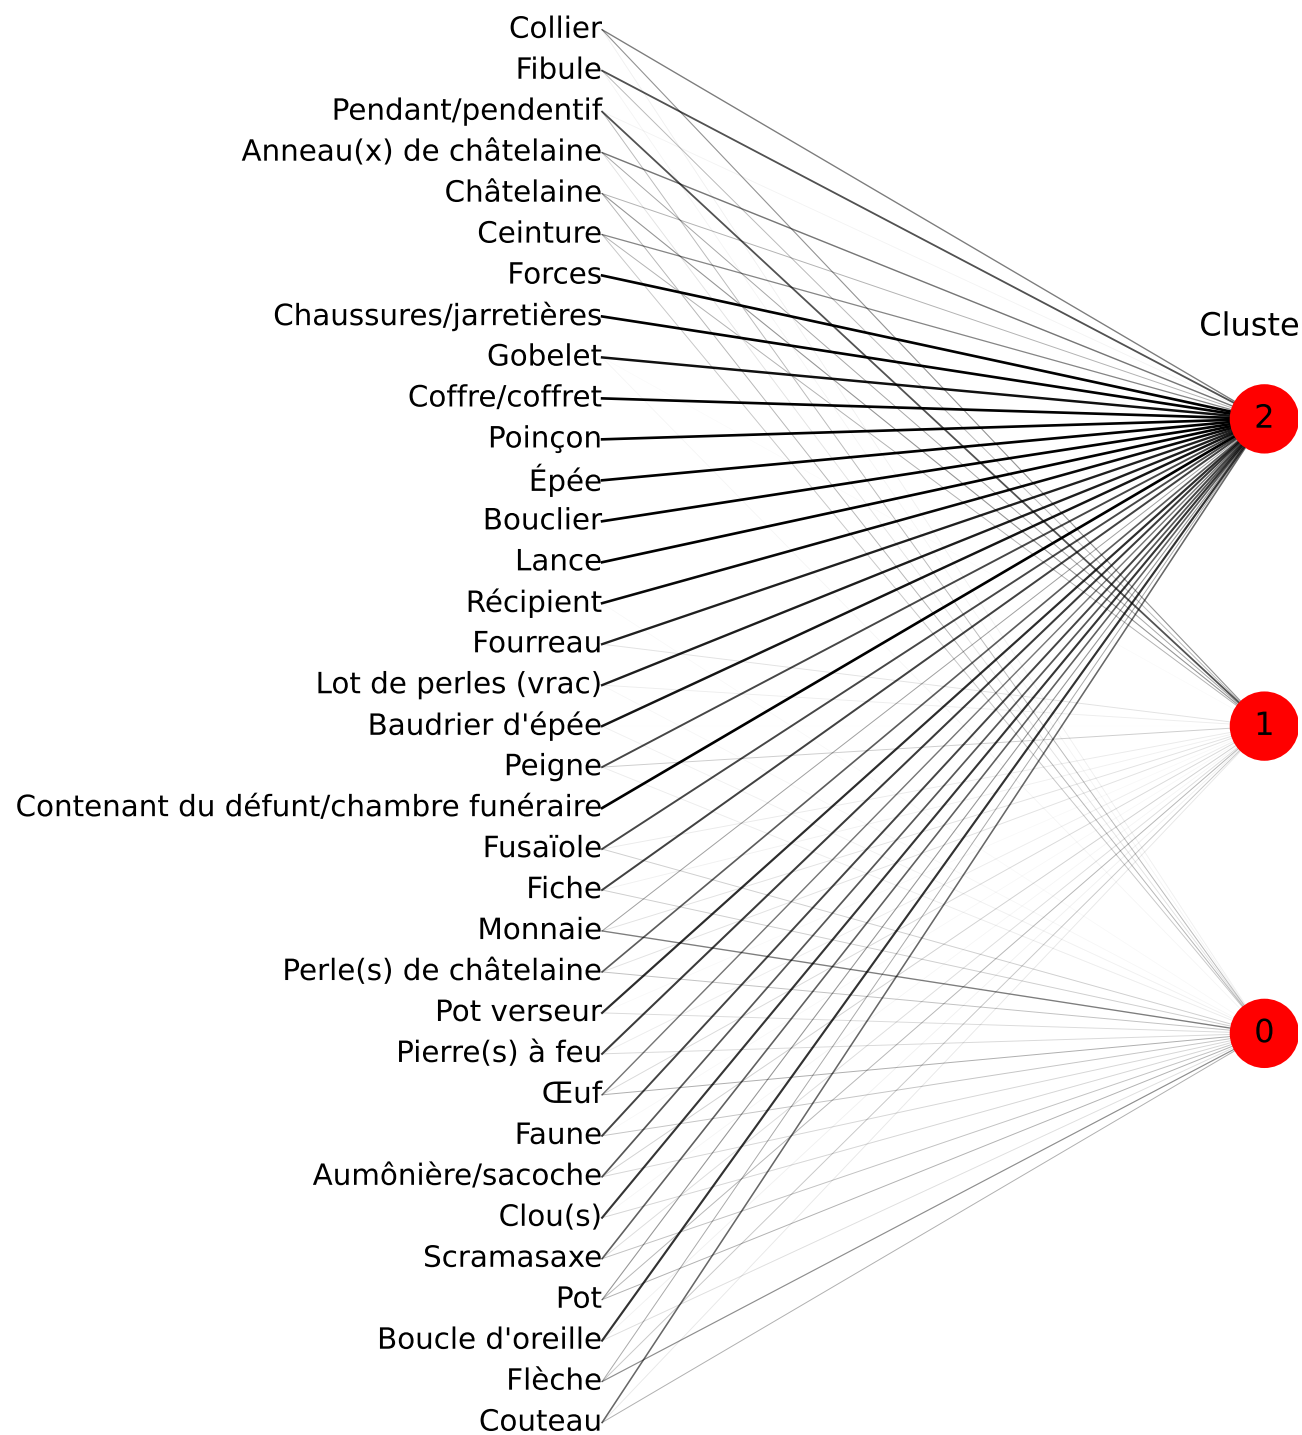 Collier
Fibule
Pendant/pendentif
Anneau(x) de châtelaine
Châtelaine
Ceinture
Forces
Chaussures/jarretières
Cluste
Gobelet
Coffre/coffret
2
Poinçon
Épée
Bouclier
Lance
Récipient
Fourreau
Lot de perles (vrac)
Baudrier d'épée
1
Peigne
Contenant du défunt/chambre funéraire
Fusaïole
Fiche
Monnaie
Perle(s) de châtelaine
Pot verseur
0
Pierre(s) à feu
Œuf
Faune
Aumônière/sacoche
Clou(s)
Scramasaxe
Pot
Boucle d'oreille
Flèche
Couteau